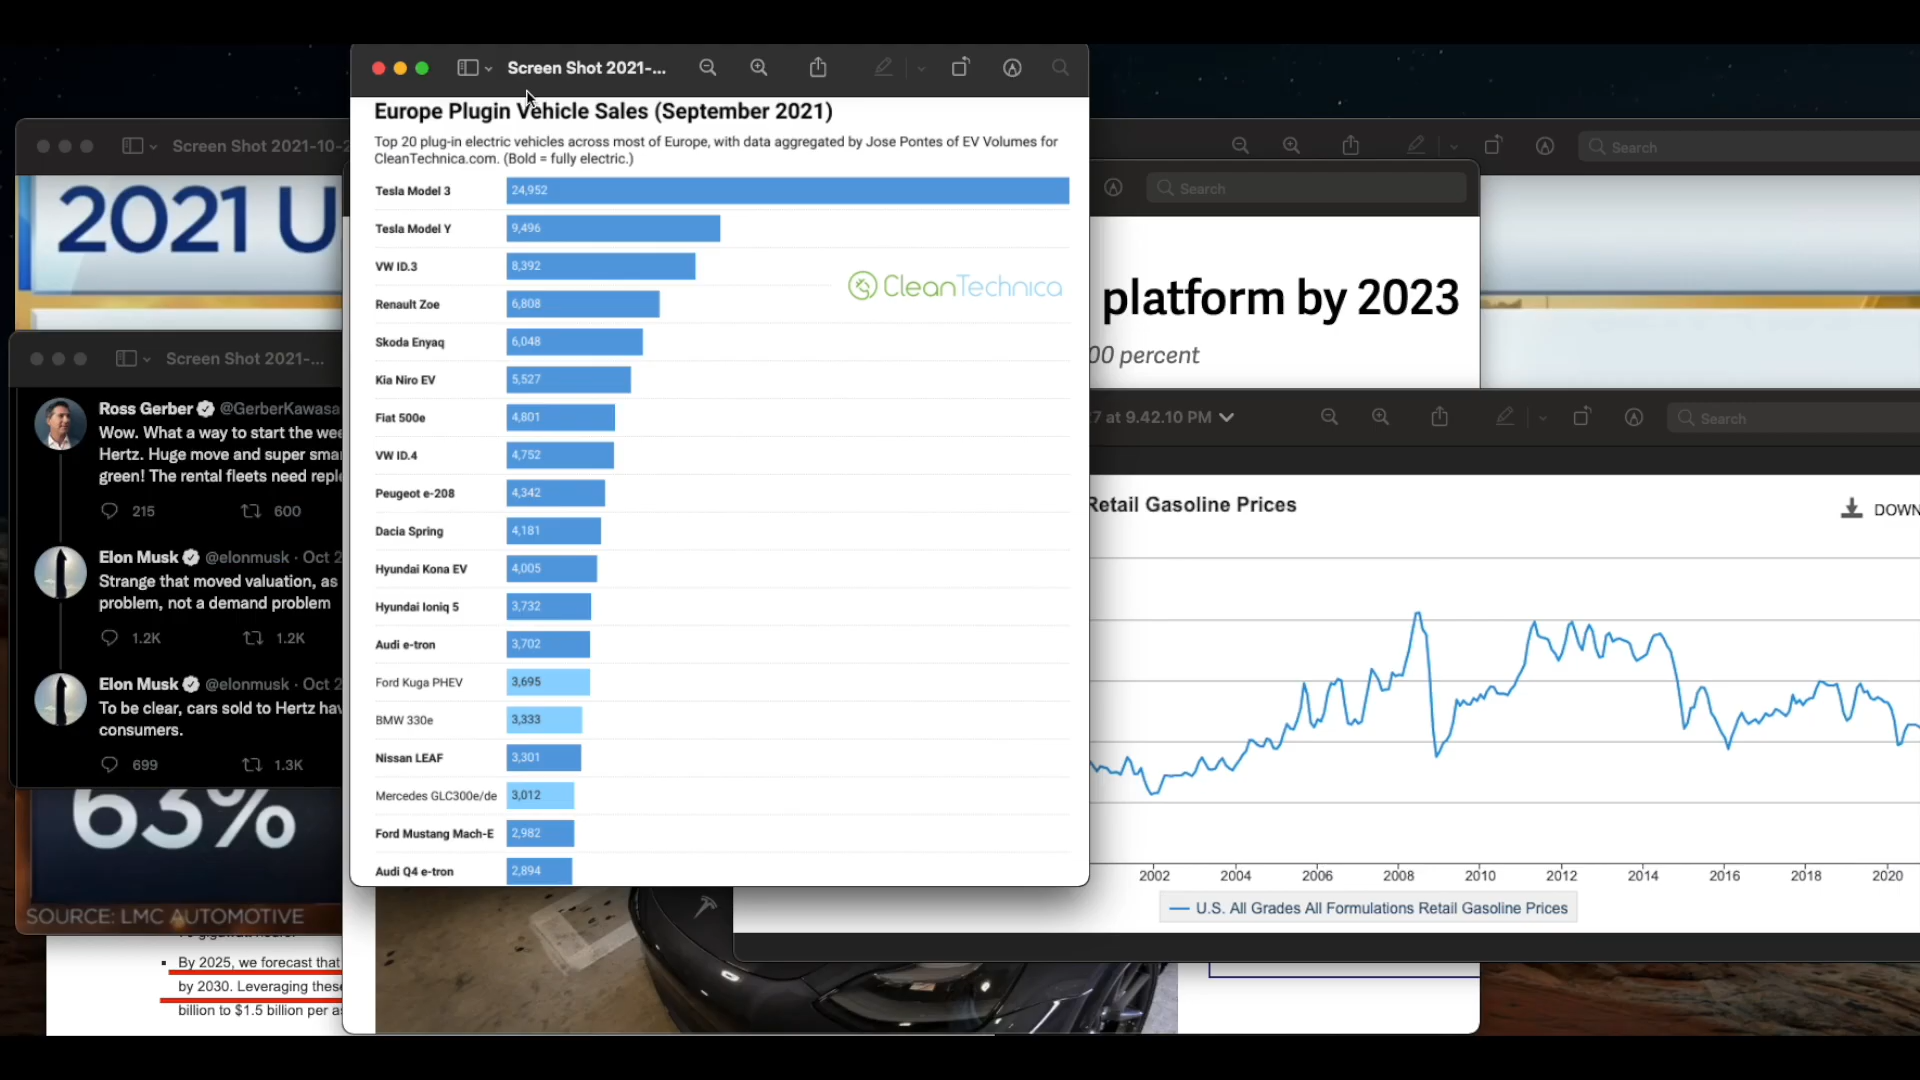 Screen Shot 2021-...
Europe Plugin Vehicle Sales (September 2021)
Top 20 plug-in electric vehicles across most of Europe, with data aggregated by Jose Pontes of EV Volumes for
CleanTechnica.com. (Bold = fully electric.)
Tesla Model 3 24,952
Tesla Model Y 9,496
VW ID.3 8,392
CleanTechnica
Renault Zoe 6,808
Skoda Enyaq 6,048
Kia Niro EV 5,527
Fiat 500e 4,801
VW ID.4 4,752
Peugeot e-208 4,342
Dacia Spring 4,181
Hyundai Kona EV 4,005
Hyundai Ioniq 5 3,732
Audi e-tron 3,702
Ford Kuga PHEV 3,695
BMW 330e 3,333
Nissan LEAF 3,301
Mercedes GLC300e/de 3,012
Ford Mustang Mach-E 2,982
Audi Q4 e-tron 2,894
Screen Shot 2021-10-2
2021 U
Screen Shot 2021-...
Ross Gerber @GerberKawasa
Wow. What a way to start the wee
Hertz. Huge move and super sma
green! The rental fleets need reple
215 600
Elon Musk @elonmusk · Oct 2
Strange that moved valuation, as
problem, not a demand problem
1.2K 1.2K
Elon Musk @elonmusk · Oct 2
To be clear, cars sold to Hertz hav
consumers.
699 1.3K
63%
SOURCE: LMC AUTOMOTIVE
By 2025, we forecast that
by 2030. Leveraging these
billion to $1.5 billion per a
Search
Search
platform by 2023
00 percent
7 at 9.42.10 PM
Search
Retail Gasoline Prices
DOWN
2002 2004 2006 2008 2010 2012 2014 2016 2018 2020
U.S. All Grades All Formulations Retail Gasoline Prices